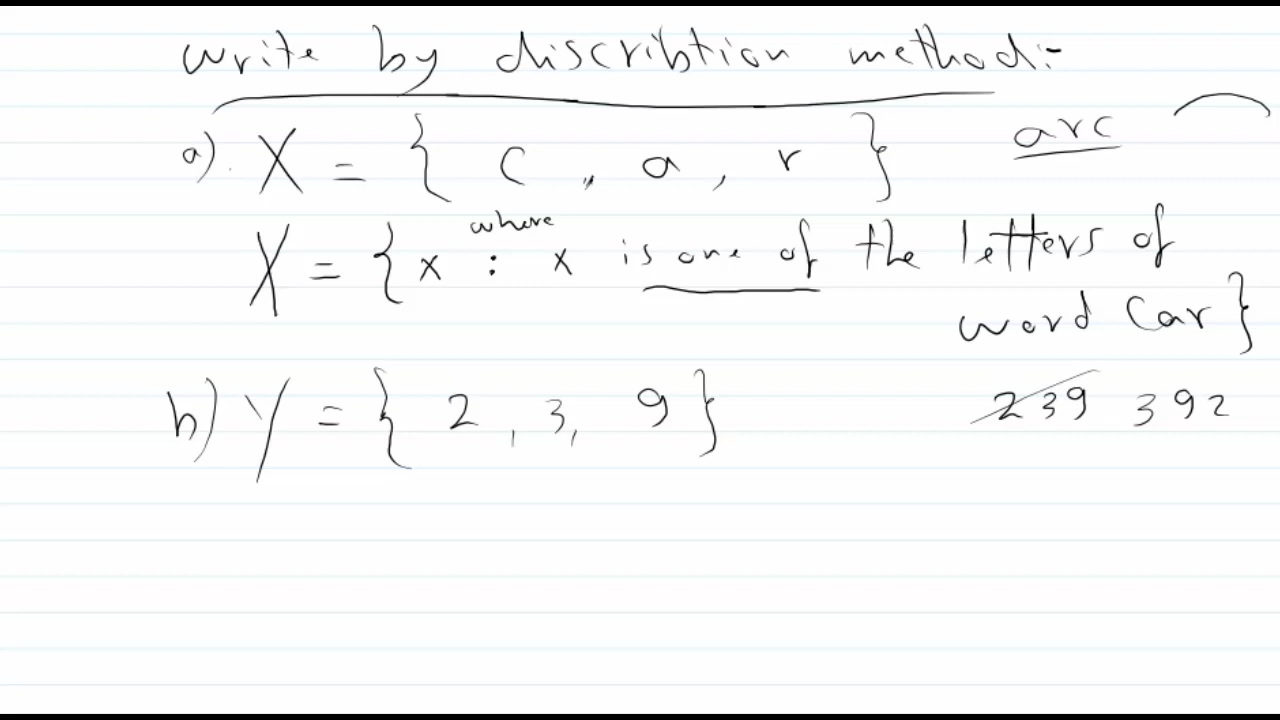 write by discribtion method:-
a). X = { c , a , r } arc
where
X = { x : x is one of the letters of
word Car }
b) Y = { 2 , 3 , 9 } 239 392